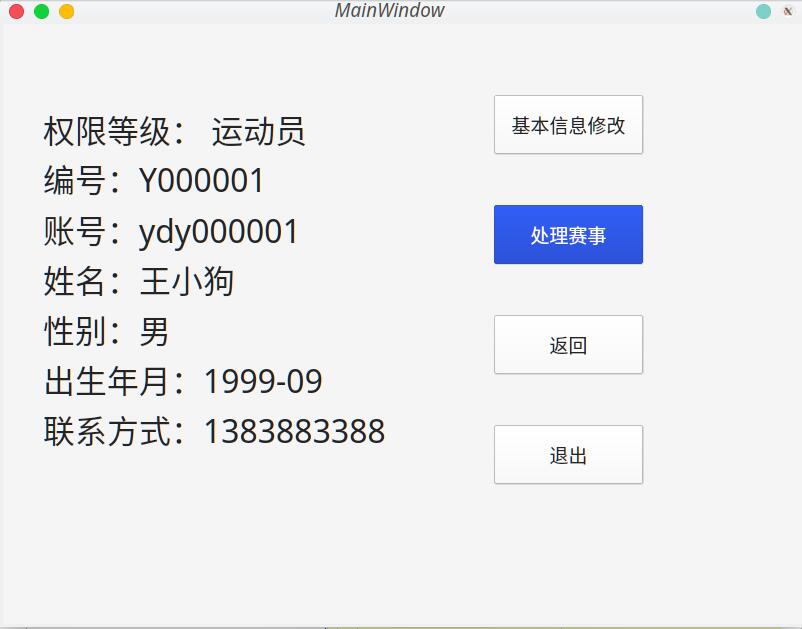 MainWindow
权限等级： 运动员
编号：Y000001
账号：ydy000001
姓名：王小狗
性别：男
出生年月：1999-09
联系方式：1383883388
基本信息修改
处理赛事
返回
退出